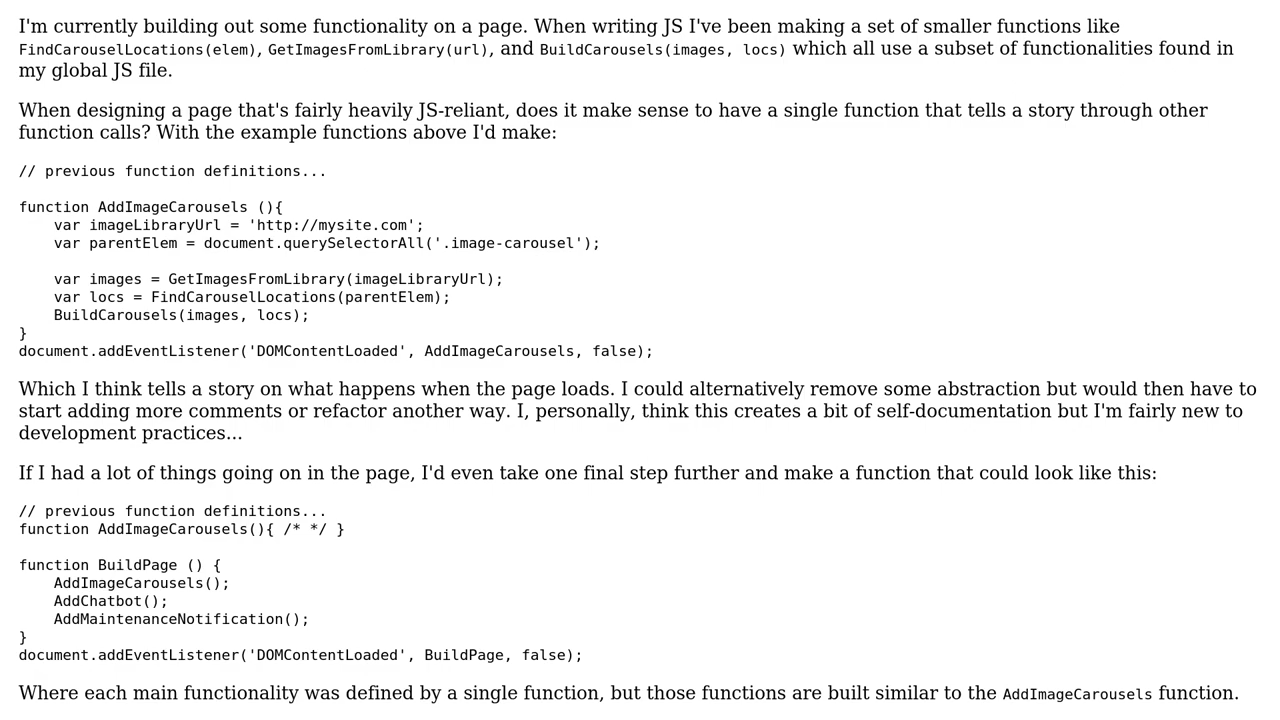 I'm currently building out some functionality on a page. When writing JS I've been making a set of smaller functions like
FindCarouselLocations(elem), GetImagesFromLibrary(url), and BuildCarousels(images, locs) which all use a subset of functionalities found in
my global JS file.
When designing a page that's fairly heavily JS-reliant, does it make sense to have a single function that tells a story through other
function calls? With the example functions above I'd make:
// previous function definitions...
function AddImageCarousels (){
    var imageLibraryUrl = 'http://mysite.com';
    var parentElem = document.querySelectorAll('.image-carousel');
    var images = GetImagesFromLibrary(imageLibraryUrl);
    var locs = FindCarouselLocations(parentElem);
    BuildCarousels(images, locs);
}
document.addEventListener('DOMContentLoaded', AddImageCarousels, false);
Which I think tells a story on what happens when the page loads. I could alternatively remove some abstraction but would then have to
start adding more comments or refactor another way. I, personally, think this creates a bit of self-documentation but I'm fairly new to
development practices...
If I had a lot of things going on in the page, I'd even take one final step further and make a function that could look like this:
// previous function definitions...
function AddImageCarousels(){ /* */ }
function BuildPage () {
    AddImageCarousels();
    AddChatbot();
    AddMaintenanceNotification();
}
document.addEventListener('DOMContentLoaded', BuildPage, false);
Where each main functionality was defined by a single function, but those functions are built similar to the AddImageCarousels function.